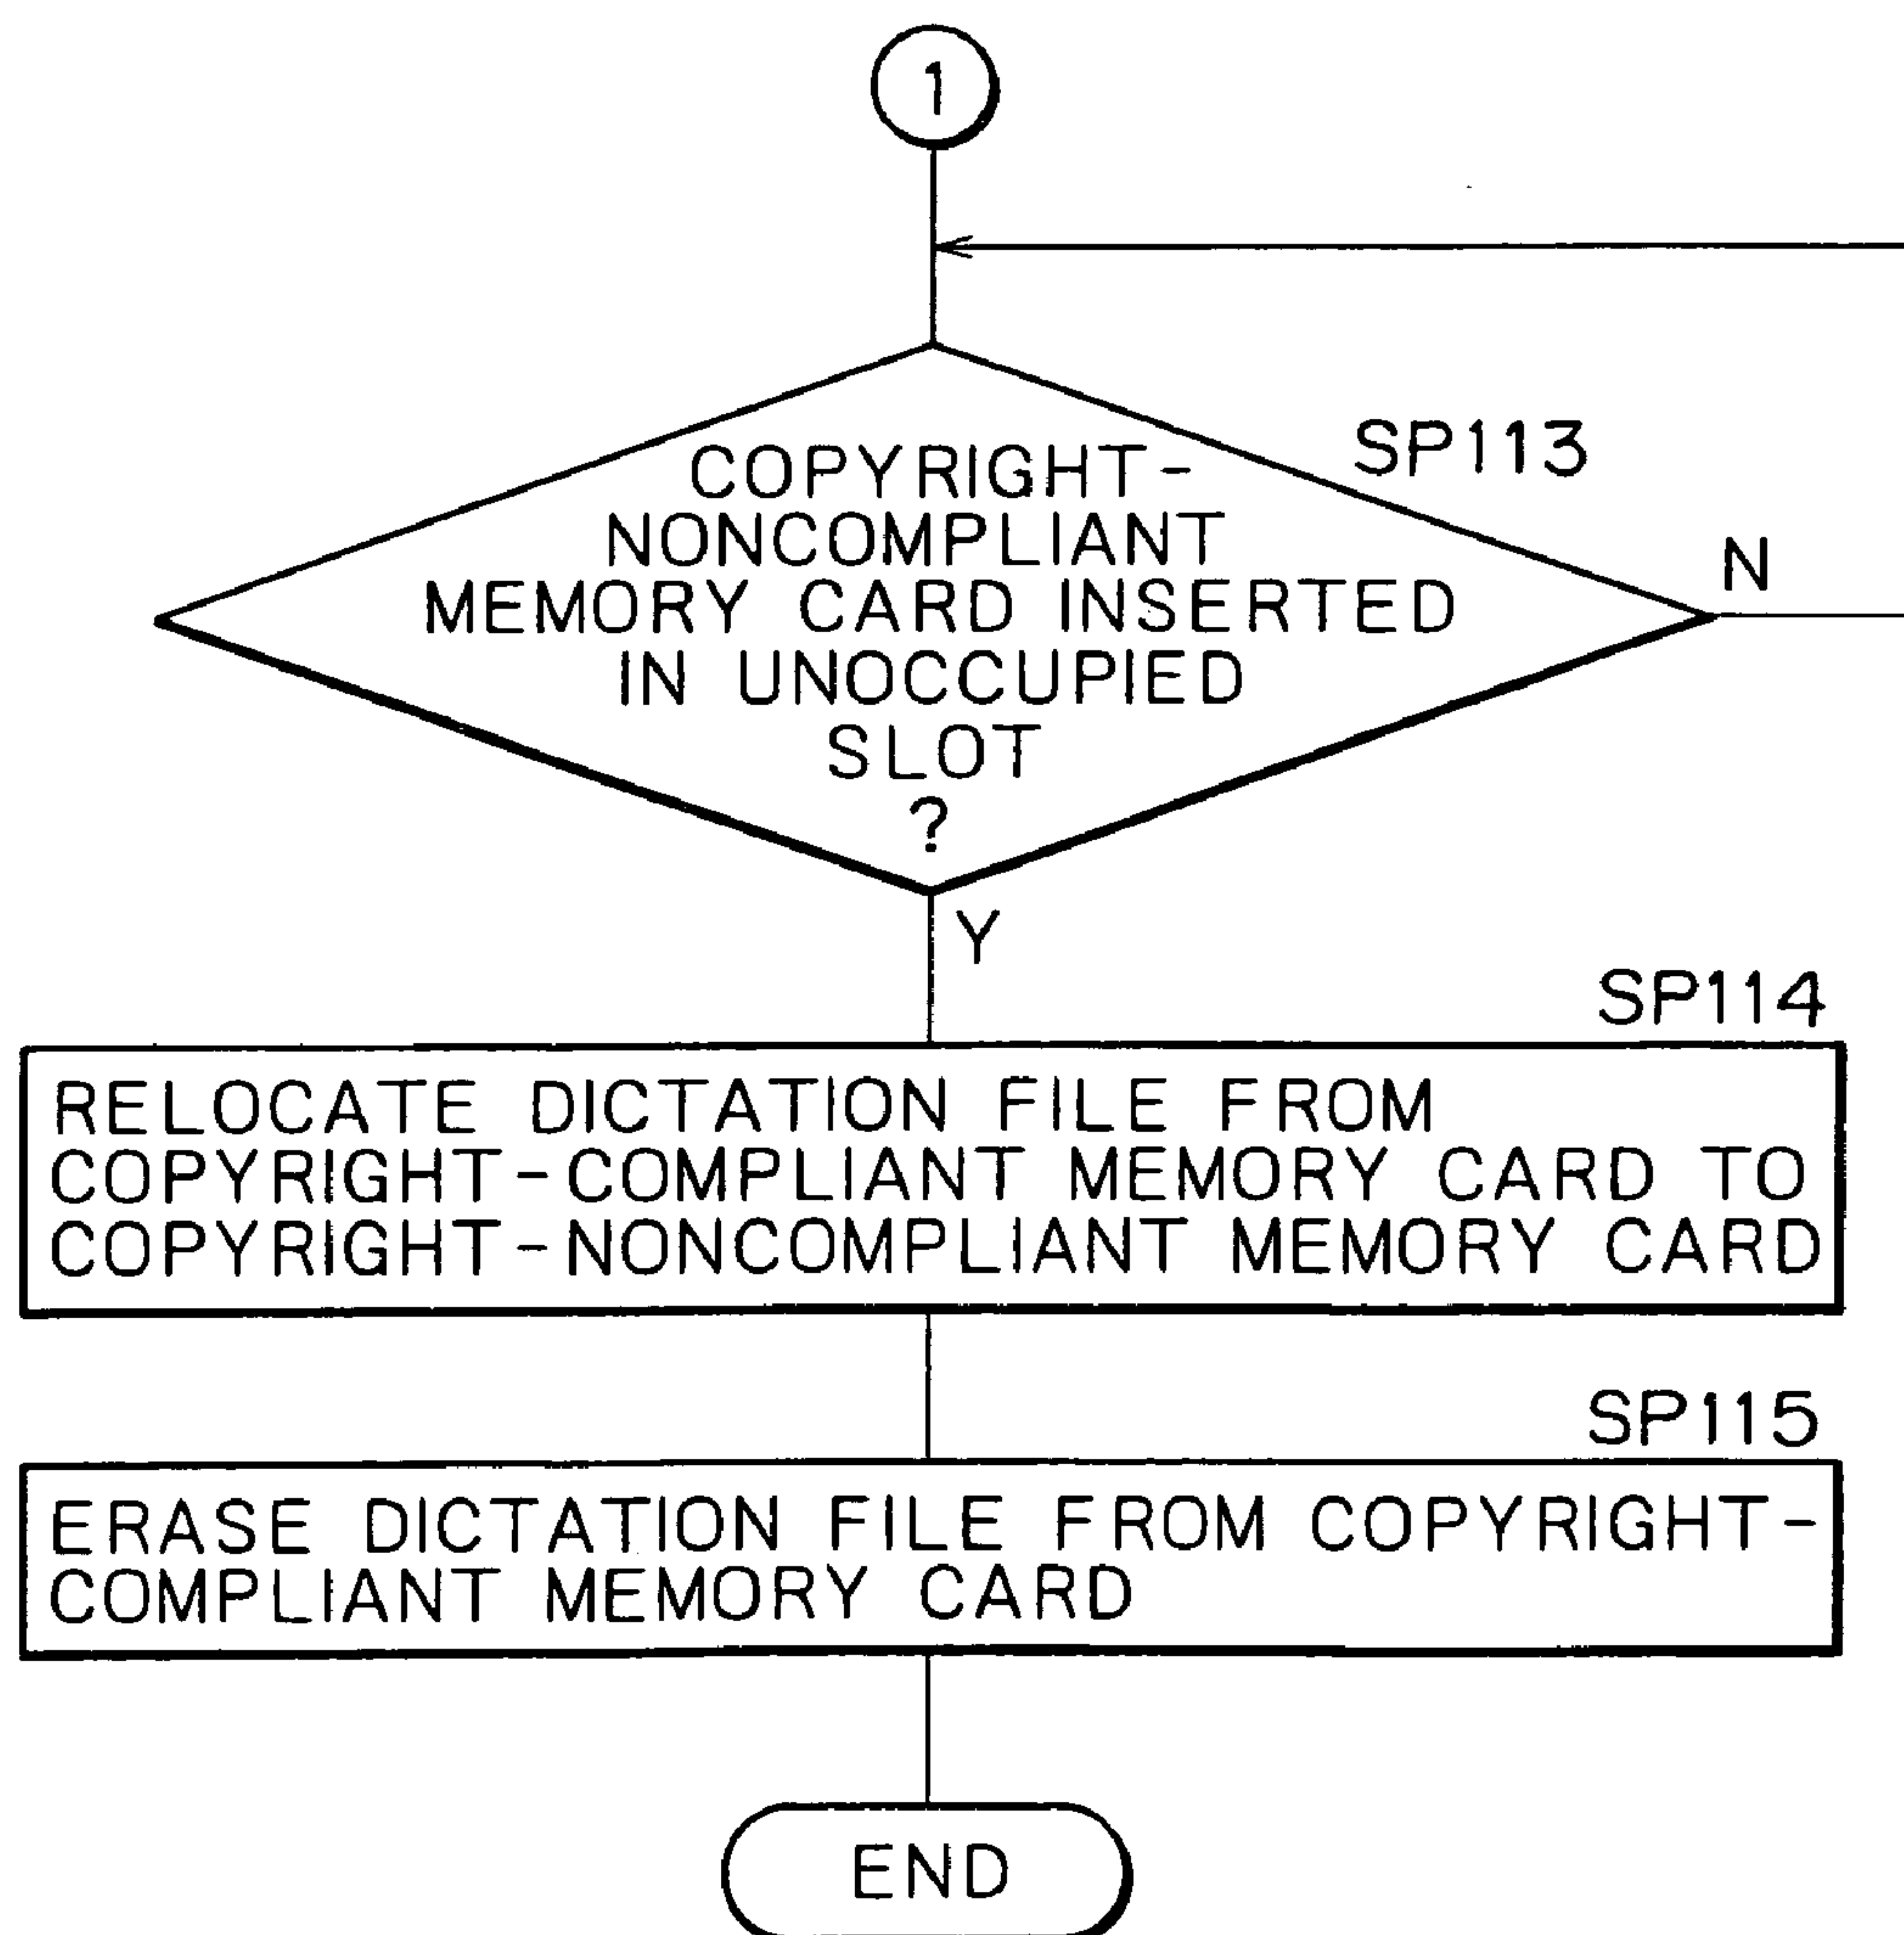 1
SP113
COPYRIGHT-
NONCOMPLIANT
MEMORY CARD INSERTED
IN UNOCCUPIED
SLOT
?
N
Y
SP114
RELOCATE DICTATION FILE FROM
COPYRIGHT-COMPLIANT MEMORY CARD TO
COPYRIGHT-NONCOMPLIANT MEMORY CARD
SP115
ERASE DICTATION FILE FROM COPYRIGHT-
COMPLIANT MEMORY CARD
END